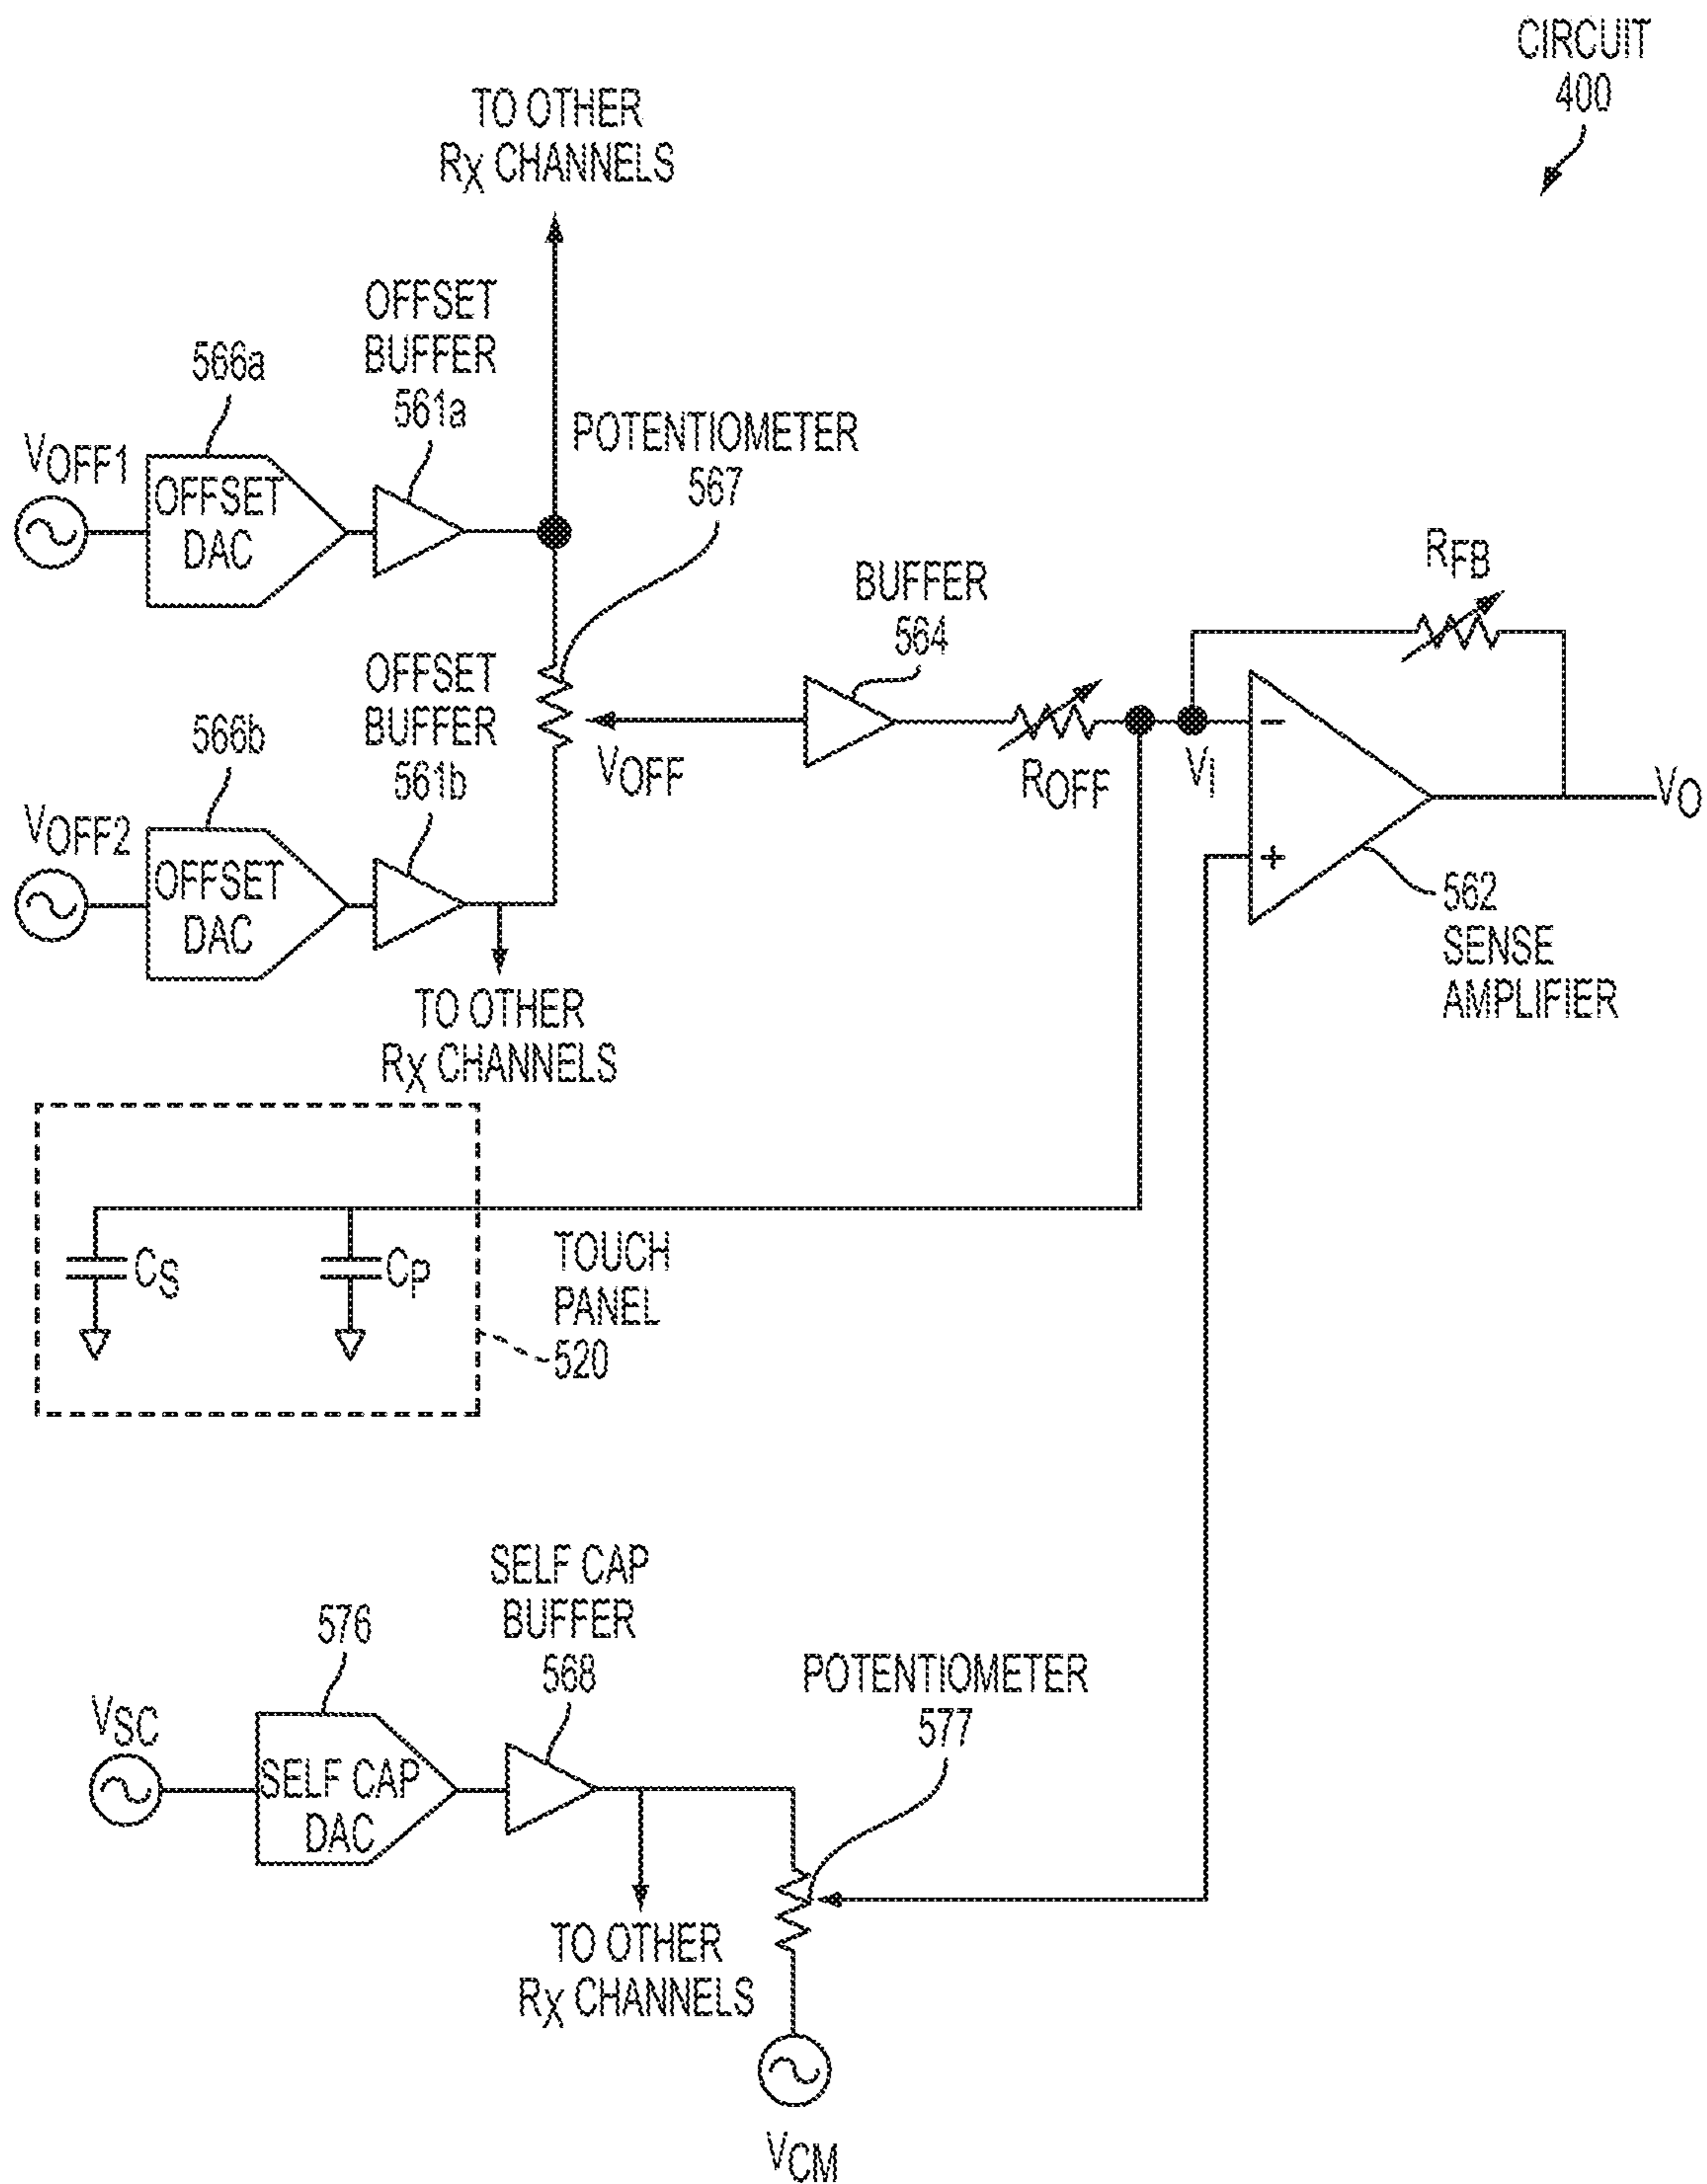 CIRCUIT
400
TO OTHER
RX CHANNELS
OFFSET
BUFFER
561a
566a
POTENTIOMETER
567
VOFF1
OFFSET
DAC
RFB
BUFFER
564
OFFSET
BUFFER
561b
566b
VOFF
ROFF
VI
−
+
VO
VOFF2
OFFSET
DAC
562
SENSE
AMPLIFIER
TO OTHER
RX CHANNELS
CS
CP
TOUCH
PANEL
520
SELF CAP
BUFFER
568
576
POTENTIOMETER
577
VSC
SELF CAP
DAC
TO OTHER
RX CHANNELS
VCM